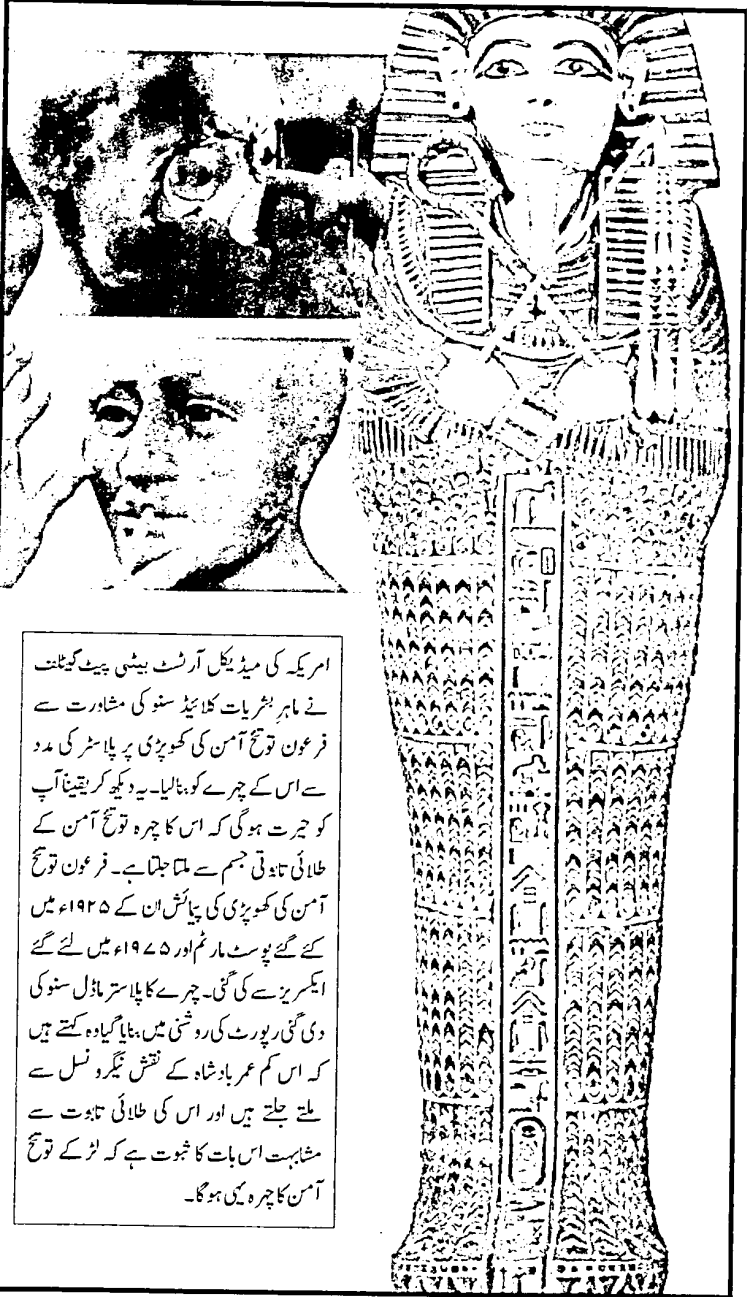 امریکہ کی میڈیکل آرٹسٹ بیٹی پیٹ گیٹلف
نے ماہر بشریات کلائیڈ سنو کی مشاورت سے
فرعون توتخ آمن کی کھوپڑی پر پلاسٹر کی مدد
سے اس کے چہرے کو بنالیا۔ یہ دیکھ کر یقیناً آپ
کو حیرت ہوگی کہ اس کا چہرہ توتخ آمن کے
طلائی تابوتی جسم سے ملتا جلتا ہے۔ فرعون توتخ
آمن کی کھوپڑی کی پیائش ان کے ۱۹۲۵ء میں
کئے گئے پوسٹ مارٹم اور ۱۹۷۵ء میں لئے گئے
ایکسریز سے کی گئی۔ چہرے کا پلاستر ماڈل سنو کی
دی گئی رپورٹ کی روشنی میں بنایا گیا وہ کہتے ہیں
کہ اس کم عمر بادشاہ کے نقش نیگرو نسل سے
ملتے جلتے ہیں اور اس کی طلائی تابوت سے
مشابہت اس بات کا ثبوت ہے کہ لڑکے توتخ
آمن کا چہرہ یہی ہوگا۔